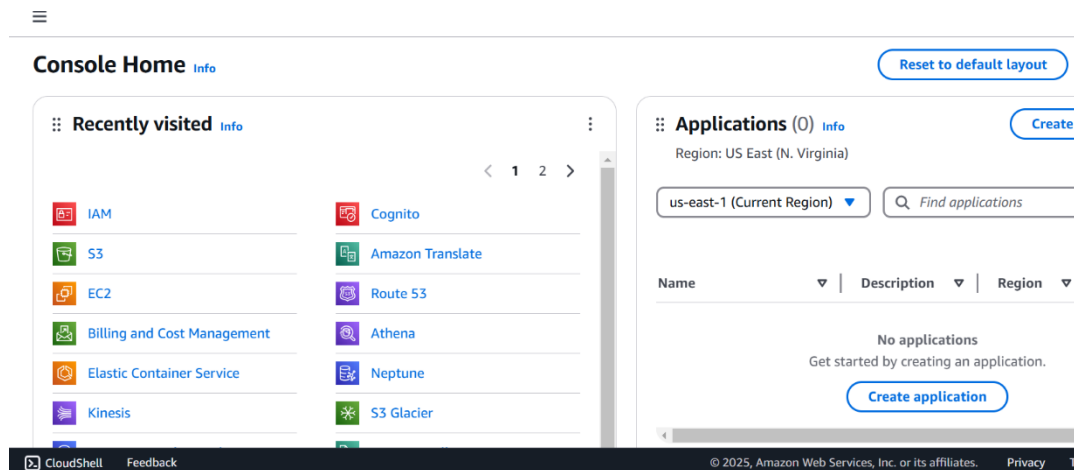 Console Home Info
Reset to default layout
Recently visited Info
1 2
IAM
S3
EC2
Billing and Cost Management
Elastic Container Service
Kinesis
Cognito
Amazon Translate
Route 53
Athena
Neptune
S3 Glacier
Applications (0) Info
Create
Region: US East (N. Virginia)
us-east-1 (Current Region)
Find applications
Name Description Region
No applications
Get started by creating an application.
Create application
CloudShell Feedback
© 2025, Amazon Web Services, Inc. or its affiliates. Privacy